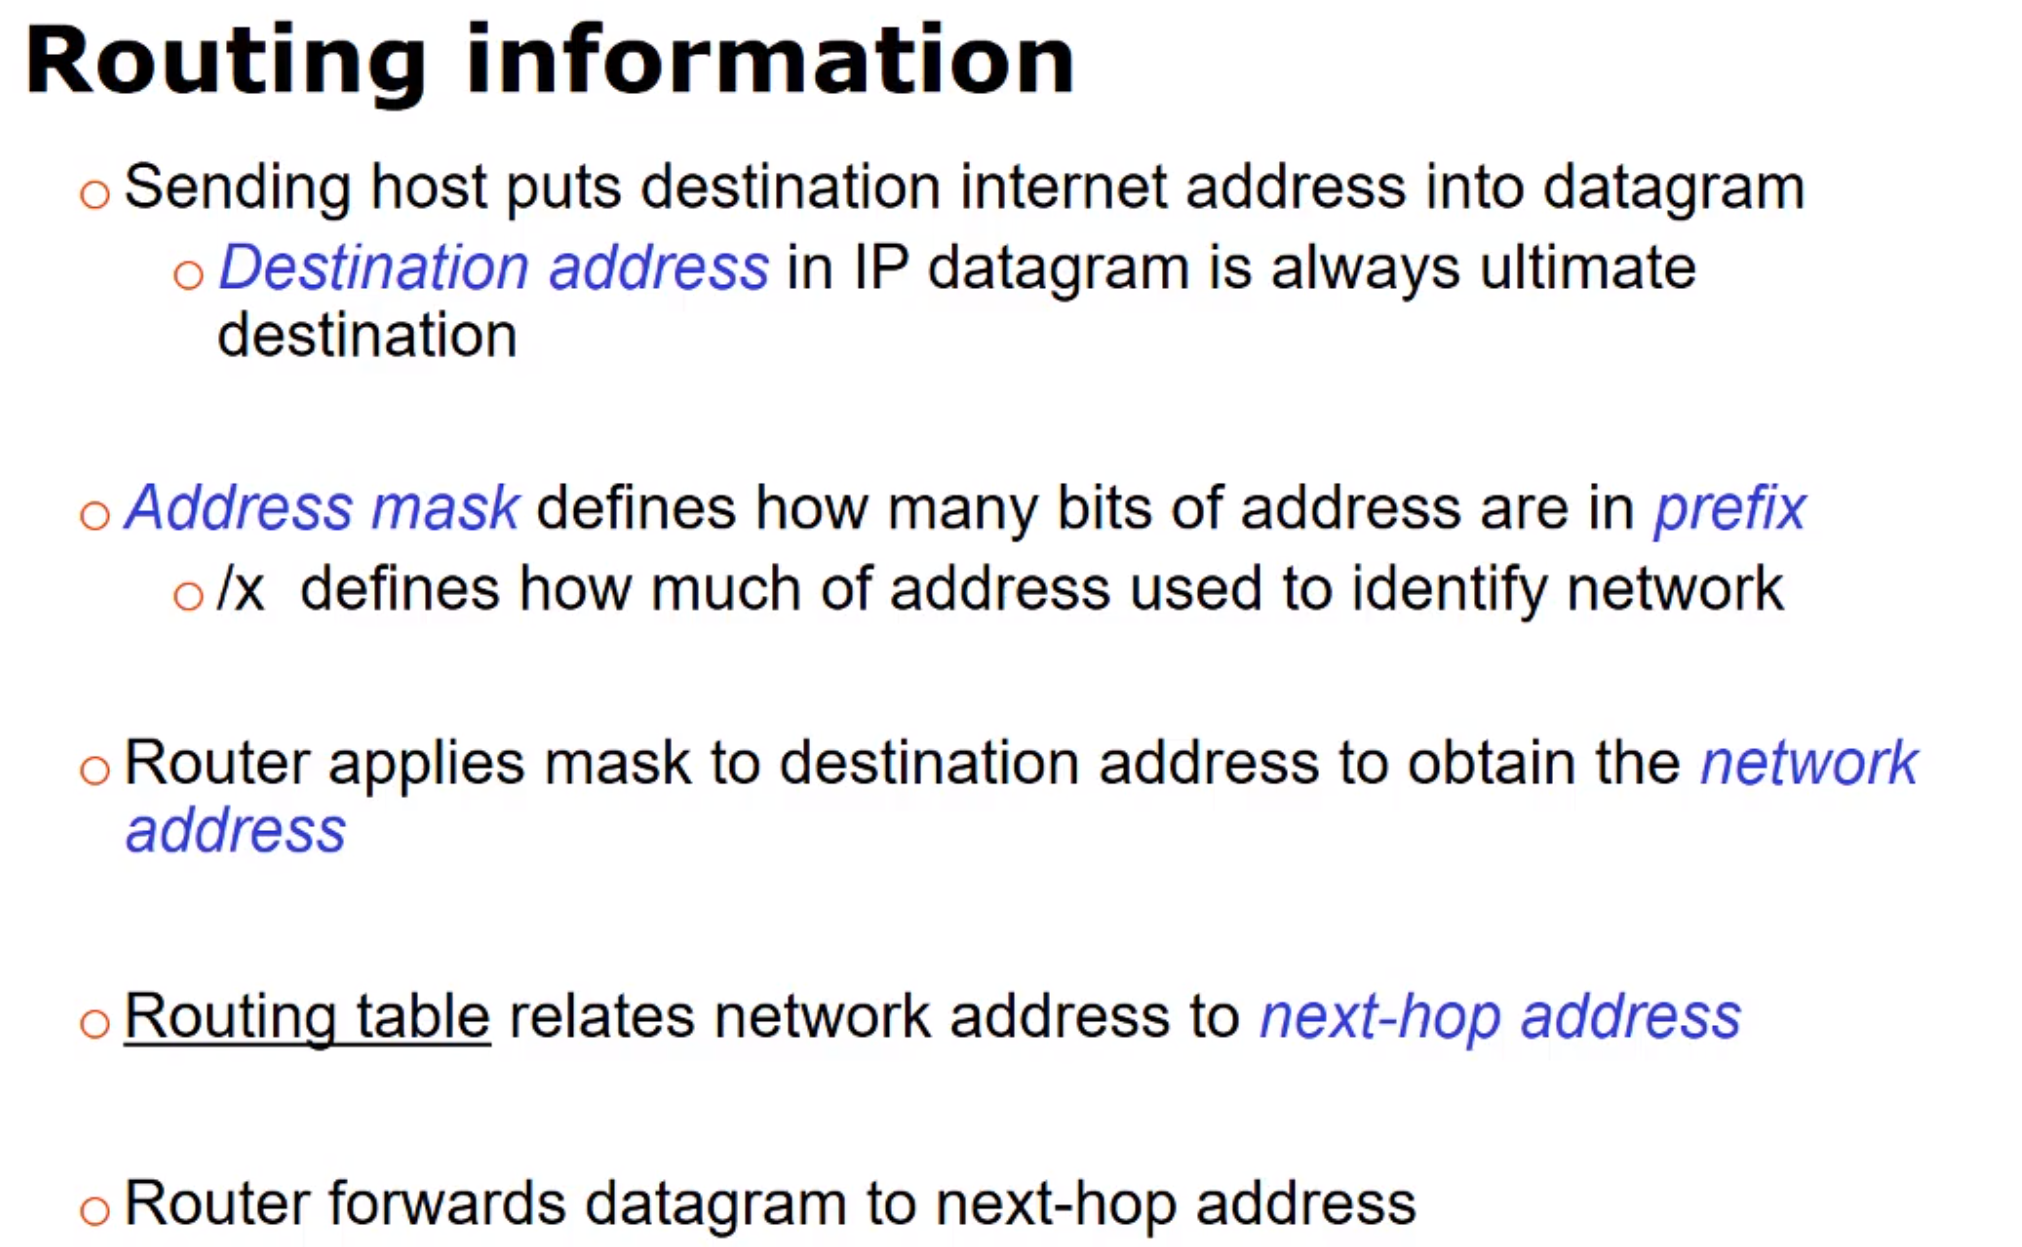 Routing information
Sending host puts destination internet address into datagram
Destination address in IP datagram is always ultimate
destination
Address mask defines how many bits of address are in prefix
/x defines how much of address used to identify network
Router applies mask to destination address to obtain the network
address
Routing table relates network address to next-hop address
Router forwards datagram to next-hop address